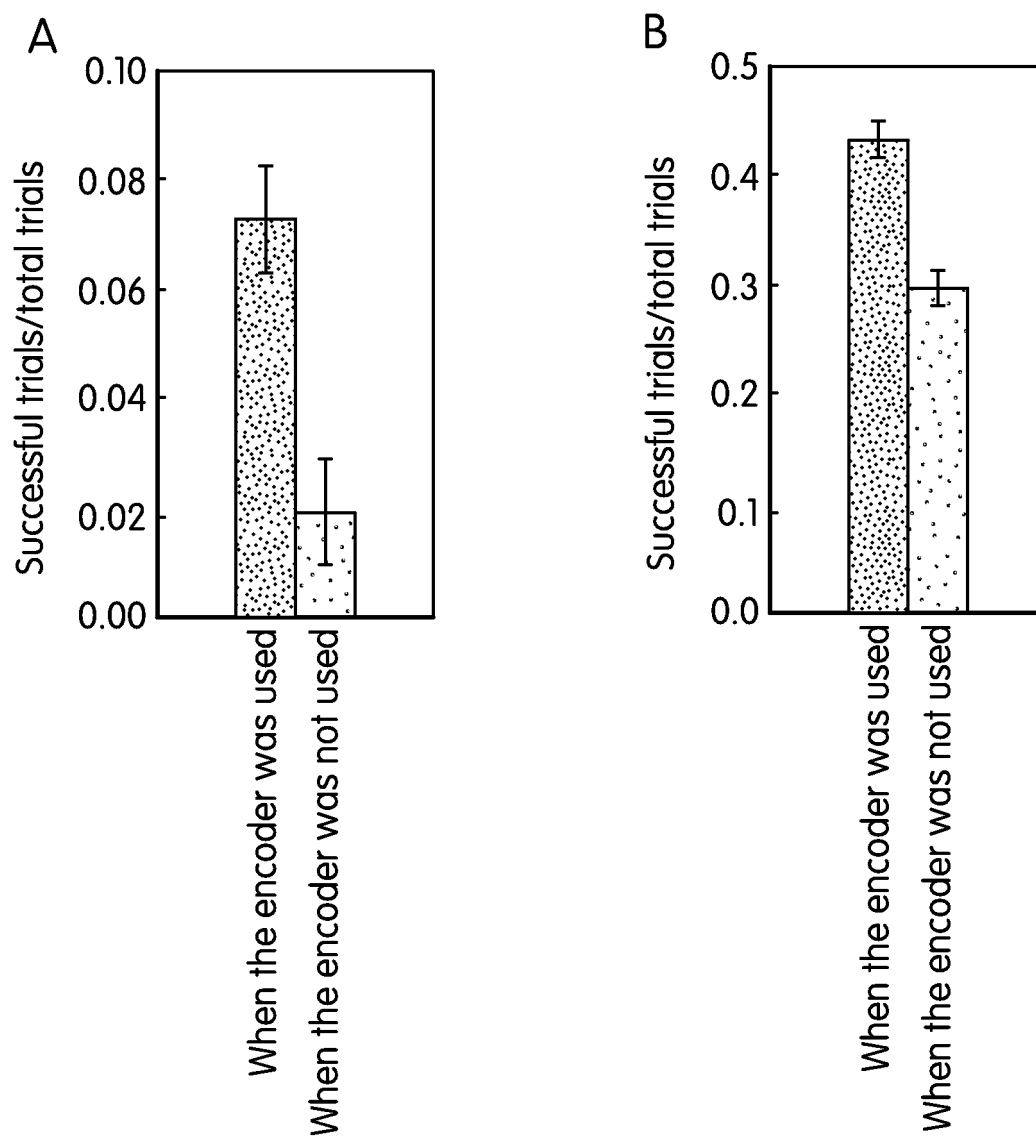 A
0.10
0.08
0.06
0.04
0.02
0.00
Successful trials/total trials
When the encoder was used
When the encoder was not used
B
0.5
0.4
0.3
0.2
0.1
0.0
Successful trials/total trials
When the encoder was used
When the encoder was not used